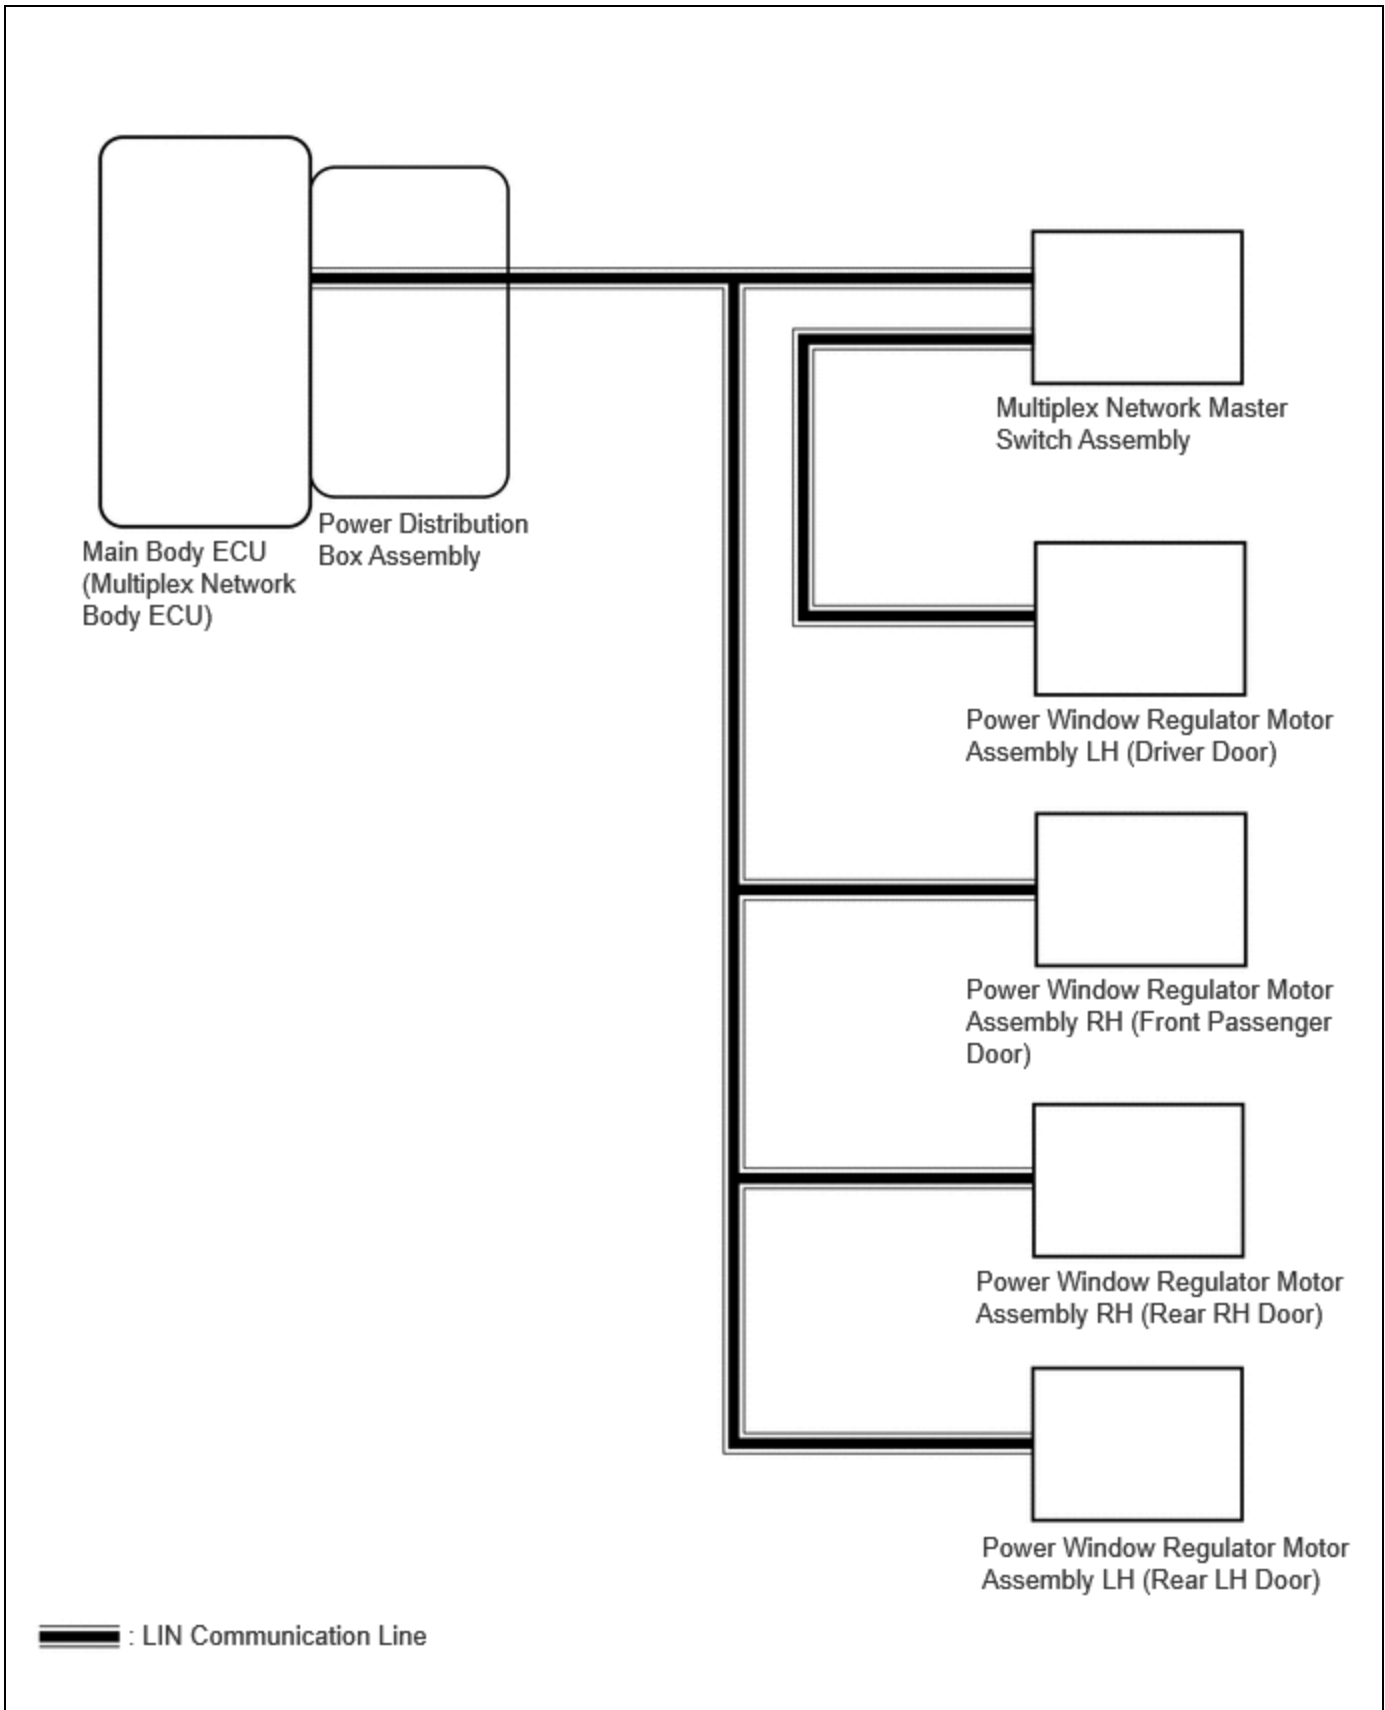 Multiplex Network Master
Switch Assembly
Power Distribution
Box Assembly
Main Body ECU
(Multiplex Network
Body ECU)
Power Window Regulator Motor
Assembly LH (Driver Door)
Power Window Regulator Motor
Assembly RH (Front Passenger
Door)
Power Window Regulator Motor
Assembly RH (Rear RH Door)
Power Window Regulator Motor
Assembly LH (Rear LH Door)
: LIN Communication Line